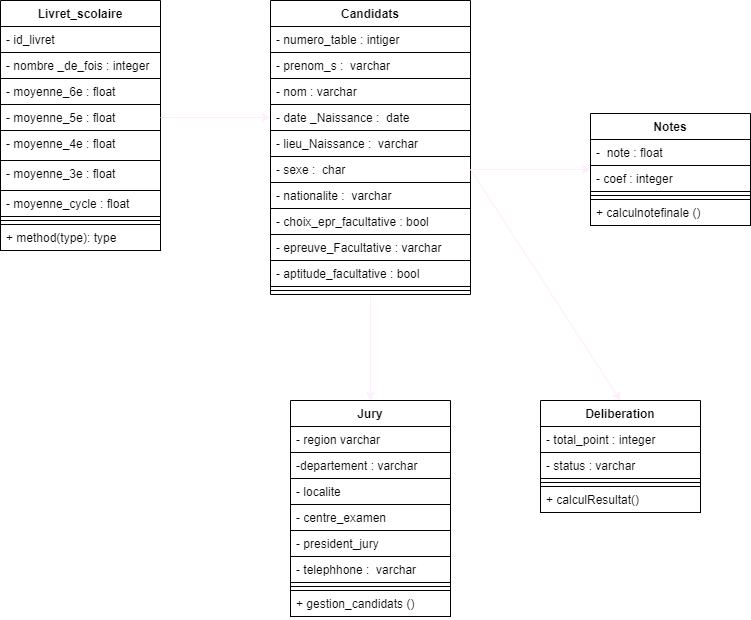 Livret_scolaire
- id_livret
- nombre _de_fois : integer
- moyenne_6e : float
- moyenne_5e : float
- moyenne_4e : float
- moyenne_3e : float
- moyenne_cycle : float
+ method(type): type
Candidats
- numero_table : intiger
- prenom_s : varchar
- nom : varchar
- date _Naissance : date
- lieu_Naissance : varchar
- sexe : char
- nationalite : varchar
- choix_epr_facultative : bool
- epreuve_Facultative : varchar
- aptitude_facultative : bool
Notes
- note : float
- coef : integer
+ calculnotefinale ()
Jury
- region varchar
-departement : varchar
- localite
- centre_examen
- president_jury
- telephhone : varchar
+ gestion_candidats ()
Deliberation
- total_point : integer
- status : varchar
+ calculResultat()